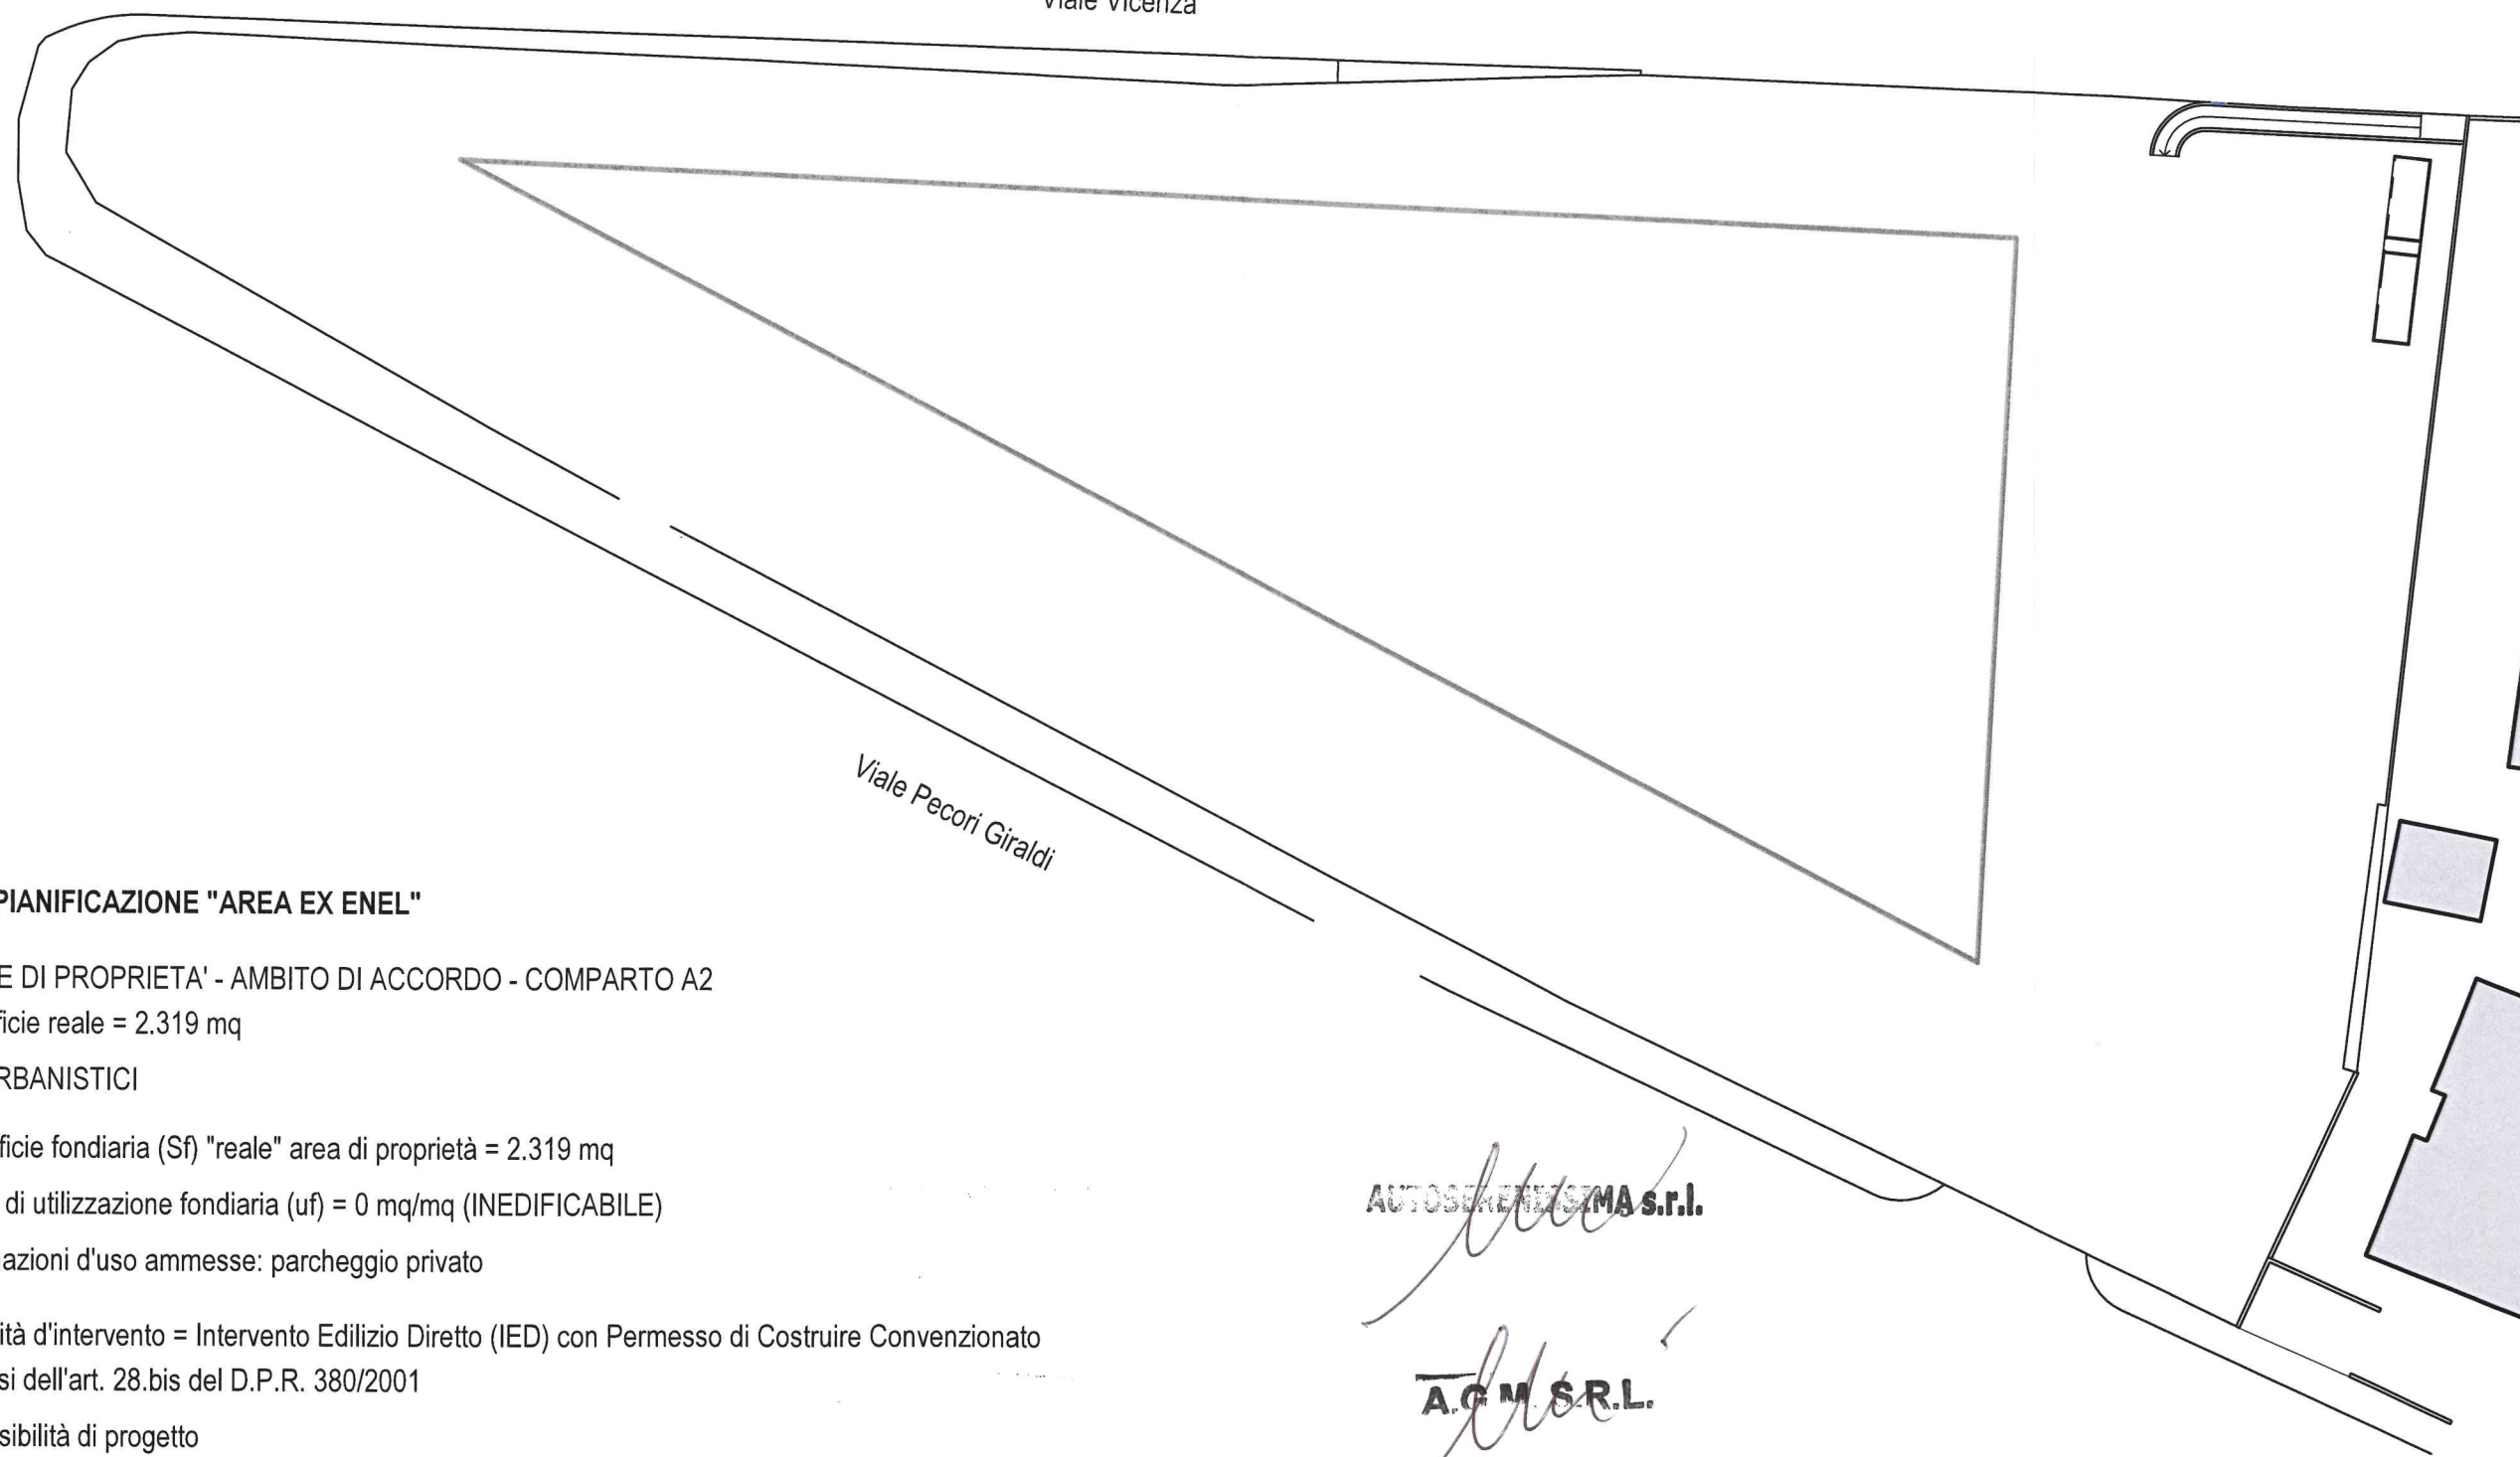 Viale Vicenza
Viale Pecori Giraldi
PIANIFICAZIONE "AREA EX ENEL"
E DI PROPRIETA' - AMBITO DI ACCORDO - COMPARTO A2
ficie reale = 2.319 mq
RBANISTICI
ficie fondiaria (Sf) "reale" area di proprietà = 2.319 mq
di utilizzazione fondiaria (uf) = 0 mq/mq (INEDIFICABILE)
nazioni d'uso ammesse: parcheggio privato
ità d'intervento = Intervento Edilizio Diretto (IED) con Permesso di Costruire Convenzionato
si dell'art. 28.bis del D.P.R. 380/2001
sibilità di progetto
AUTOSERENISSIMA s.r.l.
A.G.M. S.R.L.